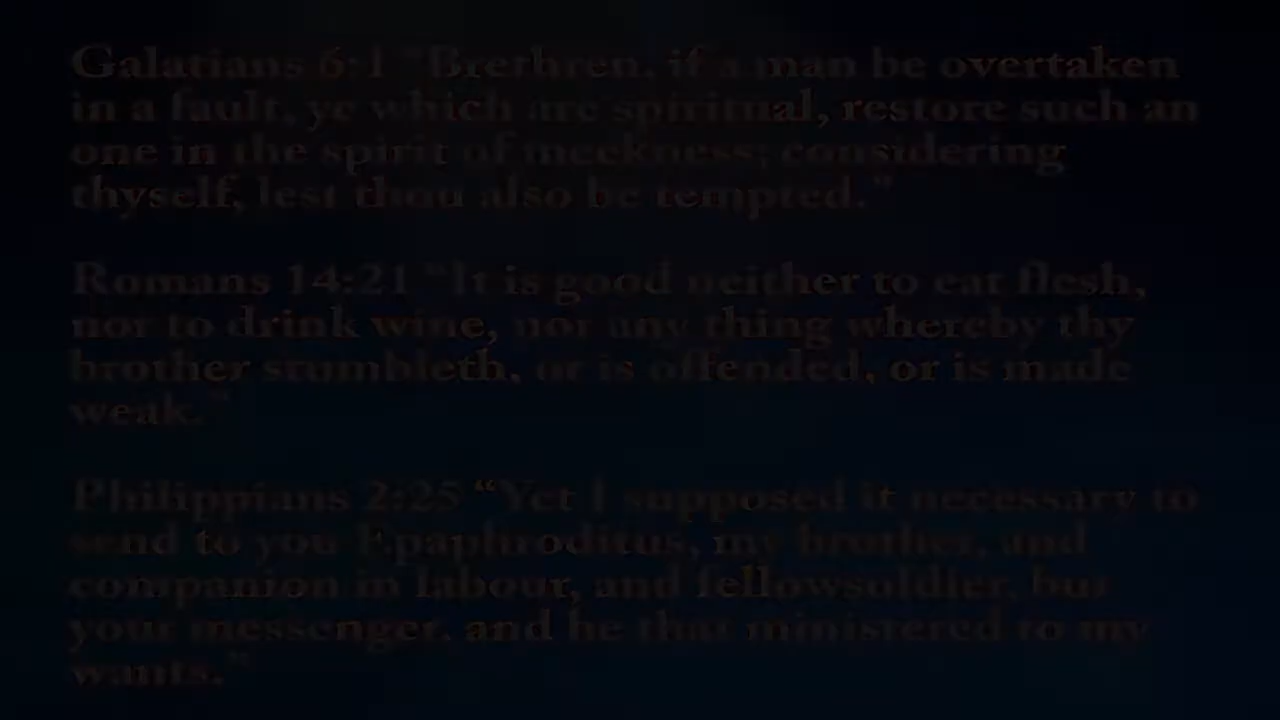 Galatians 6:1 "Brethren, if a man be overtaken
in a fault, ye which are spiritual, restore such an
one in the spirit of meekness; considering
thyself, lest thou also be tempted."
Romans 14:21 "It is good neither to eat flesh,
nor to drink wine, nor any thing whereby thy
brother stumbleth, or is offended, or is made
weak."
Philippians 2:25 “Yet I supposed it necessary to
send to you Epaphroditus, my brother, and
companion in labour, and fellowsoldier, but
your messenger, and he that ministered to my
wants."